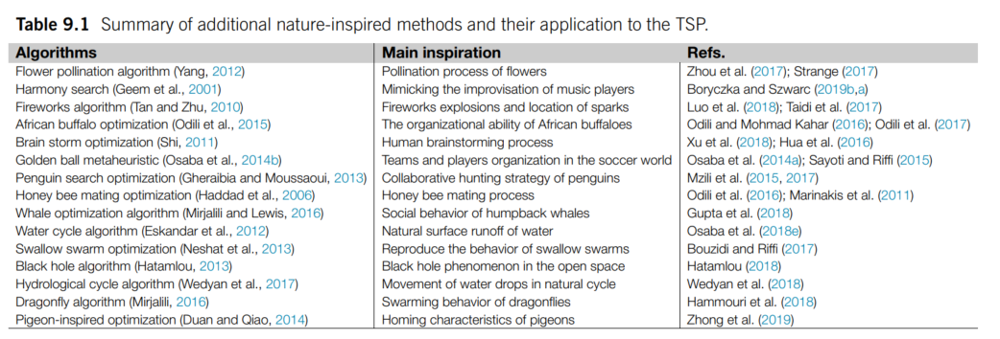 Table 9.1 Summary of additional nature-inspired methods and their application to the TSP.
Algorithms Main inspiration Refs.
Flower pollination algorithm (Yang, 2012) Pollination process of flowers Zhou et al. (2017); Strange (2017)
Harmony search (Geem et al., 2001) Mimicking the improvisation of music players Boryczka and Szwarc (2019b,a)
Fireworks algorithm (Tan and Zhu, 2010) Fireworks explosions and location of sparks Luo et al. (2018); Taidi et al. (2017)
African buffalo optimization (Odili et al., 2015) The organizational ability of African buffaloes Odili and Mohmad Kahar (2016); Odili et al. (2017)
Brain storm optimization (Shi, 2011) Human brainstorming process Xu et al. (2018); Hua et al. (2016)
Golden ball metaheuristic (Osaba et al., 2014b) Teams and players organization in the soccer world Osaba et al. (2014a); Sayoti and Riffi (2015)
Penguin search optimization (Gheraibia and Moussaoui, 2013) Collaborative hunting strategy of penguins Mzili et al. (2015, 2017)
Honey bee mating optimization (Haddad et al., 2006) Honey bee mating process Odili et al. (2016); Marinakis et al. (2011)
Whale optimization algorithm (Mirjalili and Lewis, 2016) Social behavior of humpback whales Gupta et al. (2018)
Water cycle algorithm (Eskandar et al., 2012) Natural surface runoff of water Osaba et al. (2018e)
Swallow swarm optimization (Neshat et al., 2013) Reproduce the behavior of swallow swarms Bouzidi and Riffi (2017)
Black hole algorithm (Hatamlou, 2013) Black hole phenomenon in the open space Hatamlou (2018)
Hydrological cycle algorithm (Wedyan et al., 2017) Movement of water drops in natural cycle Wedyan et al. (2018)
Dragonfly algorithm (Mirjalili, 2016) Swarming behavior of dragonflies Hammouri et al. (2018)
Pigeon-inspired optimization (Duan and Qiao, 2014) Homing characteristics of pigeons Zhong et al. (2019)